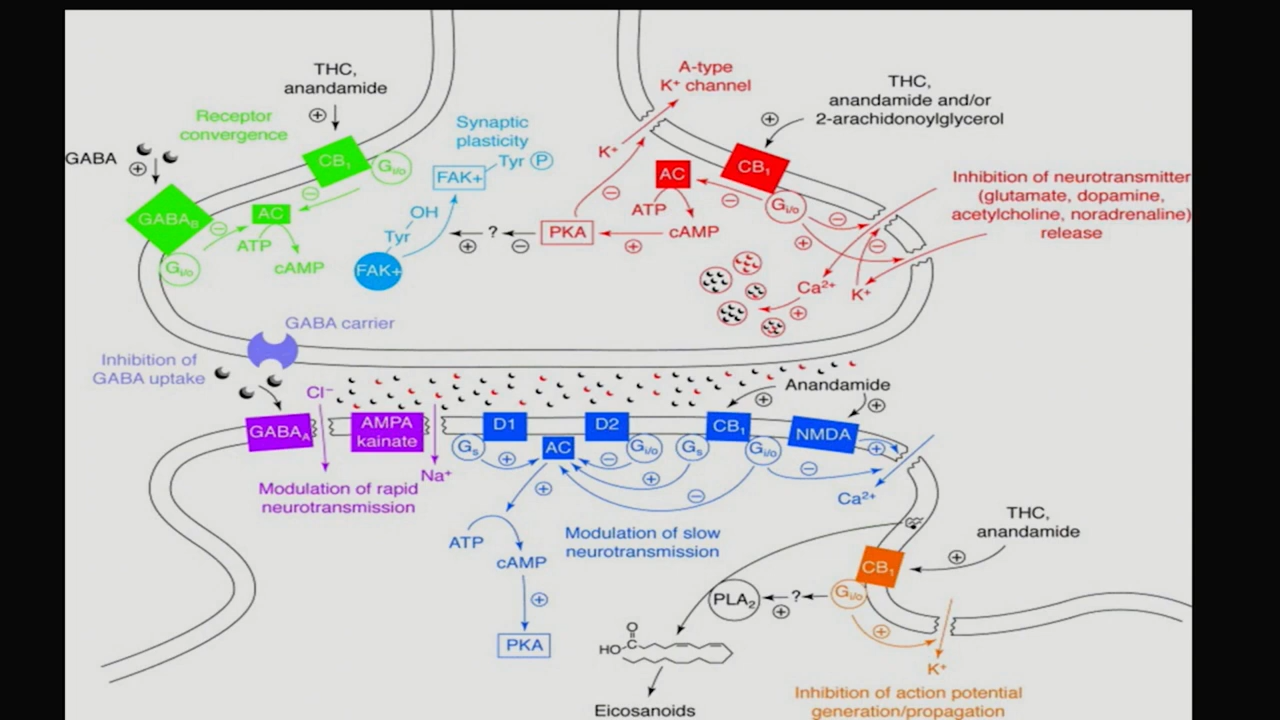 THC,
anandamide
Receptor
convergence
GABA
CB1
Gi/o
GABAB
AC
ATP
cAMP
Gi/o
Synaptic
plasticity
FAK+
Tyr P
OH
Tyr
FAK+
?
PKA
A-type
K+ channel
K+
AC
ATP
cAMP
CB1
Gi/o
THC,
anandamide and/or
2-arachidonoylglycerol
Inhibition of neurotransmitter
(glutamate, dopamine,
acetylcholine, noradrenaline)
release
Ca2+
K+
GABA carrier
Inhibition of
GABA uptake
Cl−
Anandamide
GABAA
AMPA
kainate
D1
D2
CB1
NMDA
Gs
AC
Gi/o
Gs
Gi/o
Na+
Ca2+
Modulation of rapid
neurotransmission
Modulation of slow
neurotransmission
ATP
cAMP
PKA
THC,
anandamide
CB1
Gi/o
?
PLA2
O
HO
C
K+
Eicosanoids
Inhibition of action potential
generation/propagation